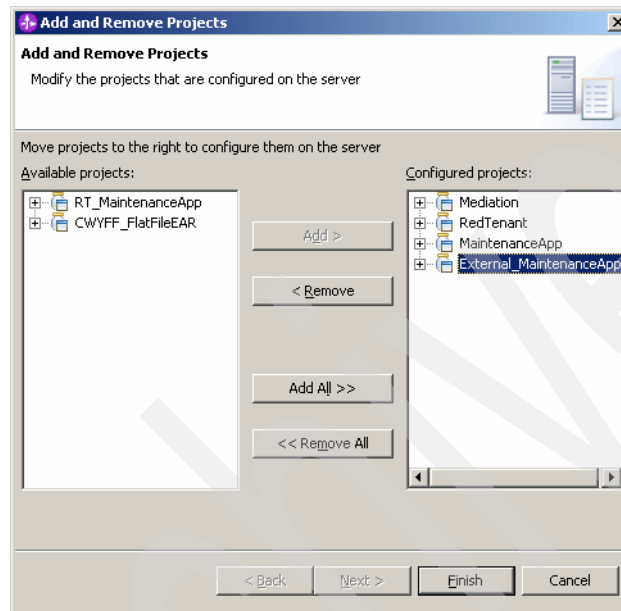 Add and Remove Projects
Add and Remove Projects
Modify the projects that are configured on the server
Move projects to the right to configure them on the server
Available projects:
Configured projects:
RT_MaintenanceApp
CWYFF_FlatFileEAR
Add >
< Remove
Add All >>
<< Remove All
Mediation
RedTenant
MaintenanceApp
External_MaintenanceApp
< Back
Next >
Finish
Cancel